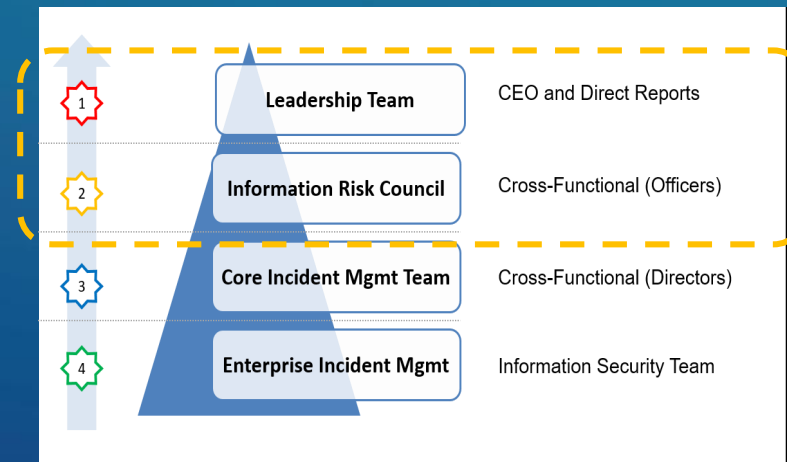 1
Leadership Team
CEO and Direct Reports
2
Information Risk Council
Cross-Functional (Officers)
3
Core Incident Mgmt Team
Cross-Functional (Directors)
4
Enterprise Incident Mgmt
Information Security Team